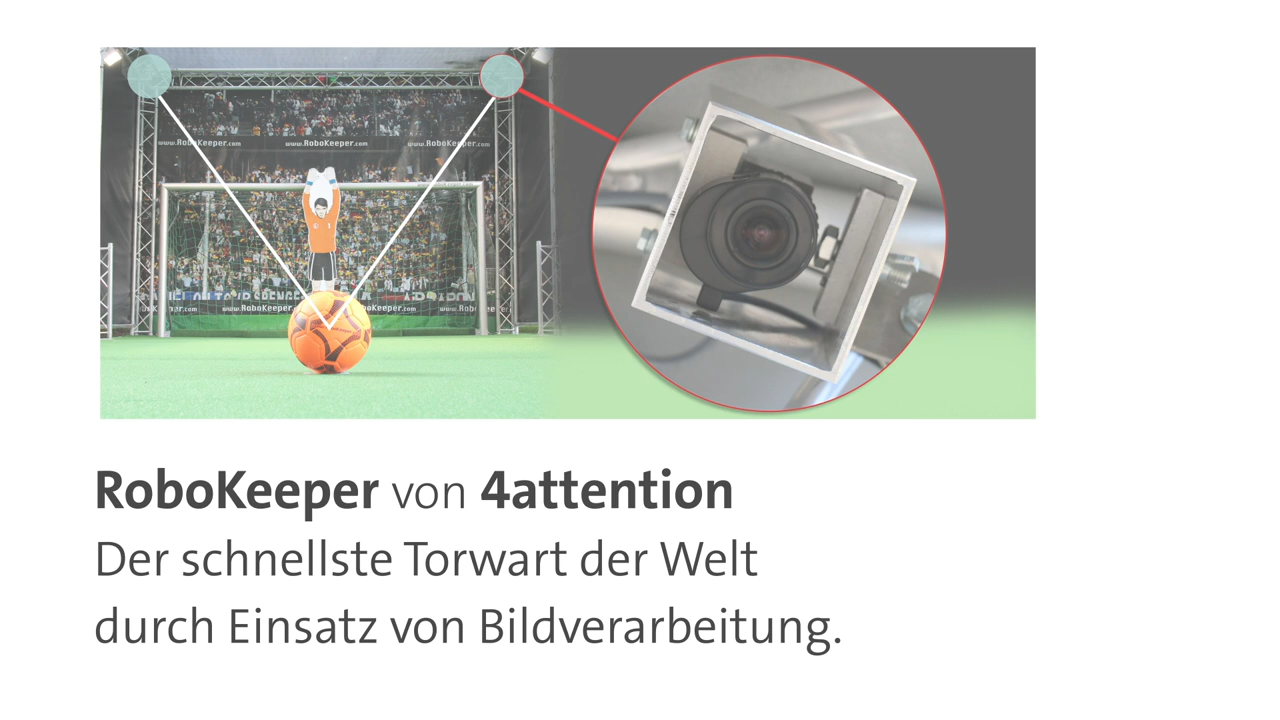 www.RoboKeeper.com www.RoboKeeper.com www.RoboKeeper.com
www.RoboKeeper.com
RoboKeeper von 4attention
Der schnellste Torwart der Welt
durch Einsatz von Bildverarbeitung.